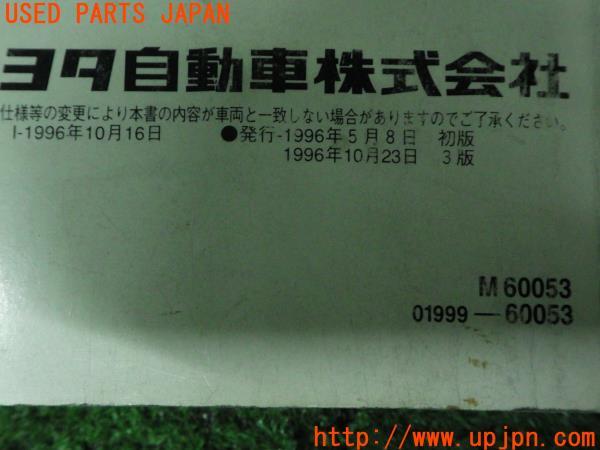 USED PARTS JAPAN
ヨタ自動車株式会社
仕様等の変更により本書の内容が車両と一致しない場合がありますのでご了承ください。
I-1996年10月16日 ●発行-1996年5月8日 初版
1996年10月23日 3版
M 60053
01999—60053
http://www.upjpn.com/